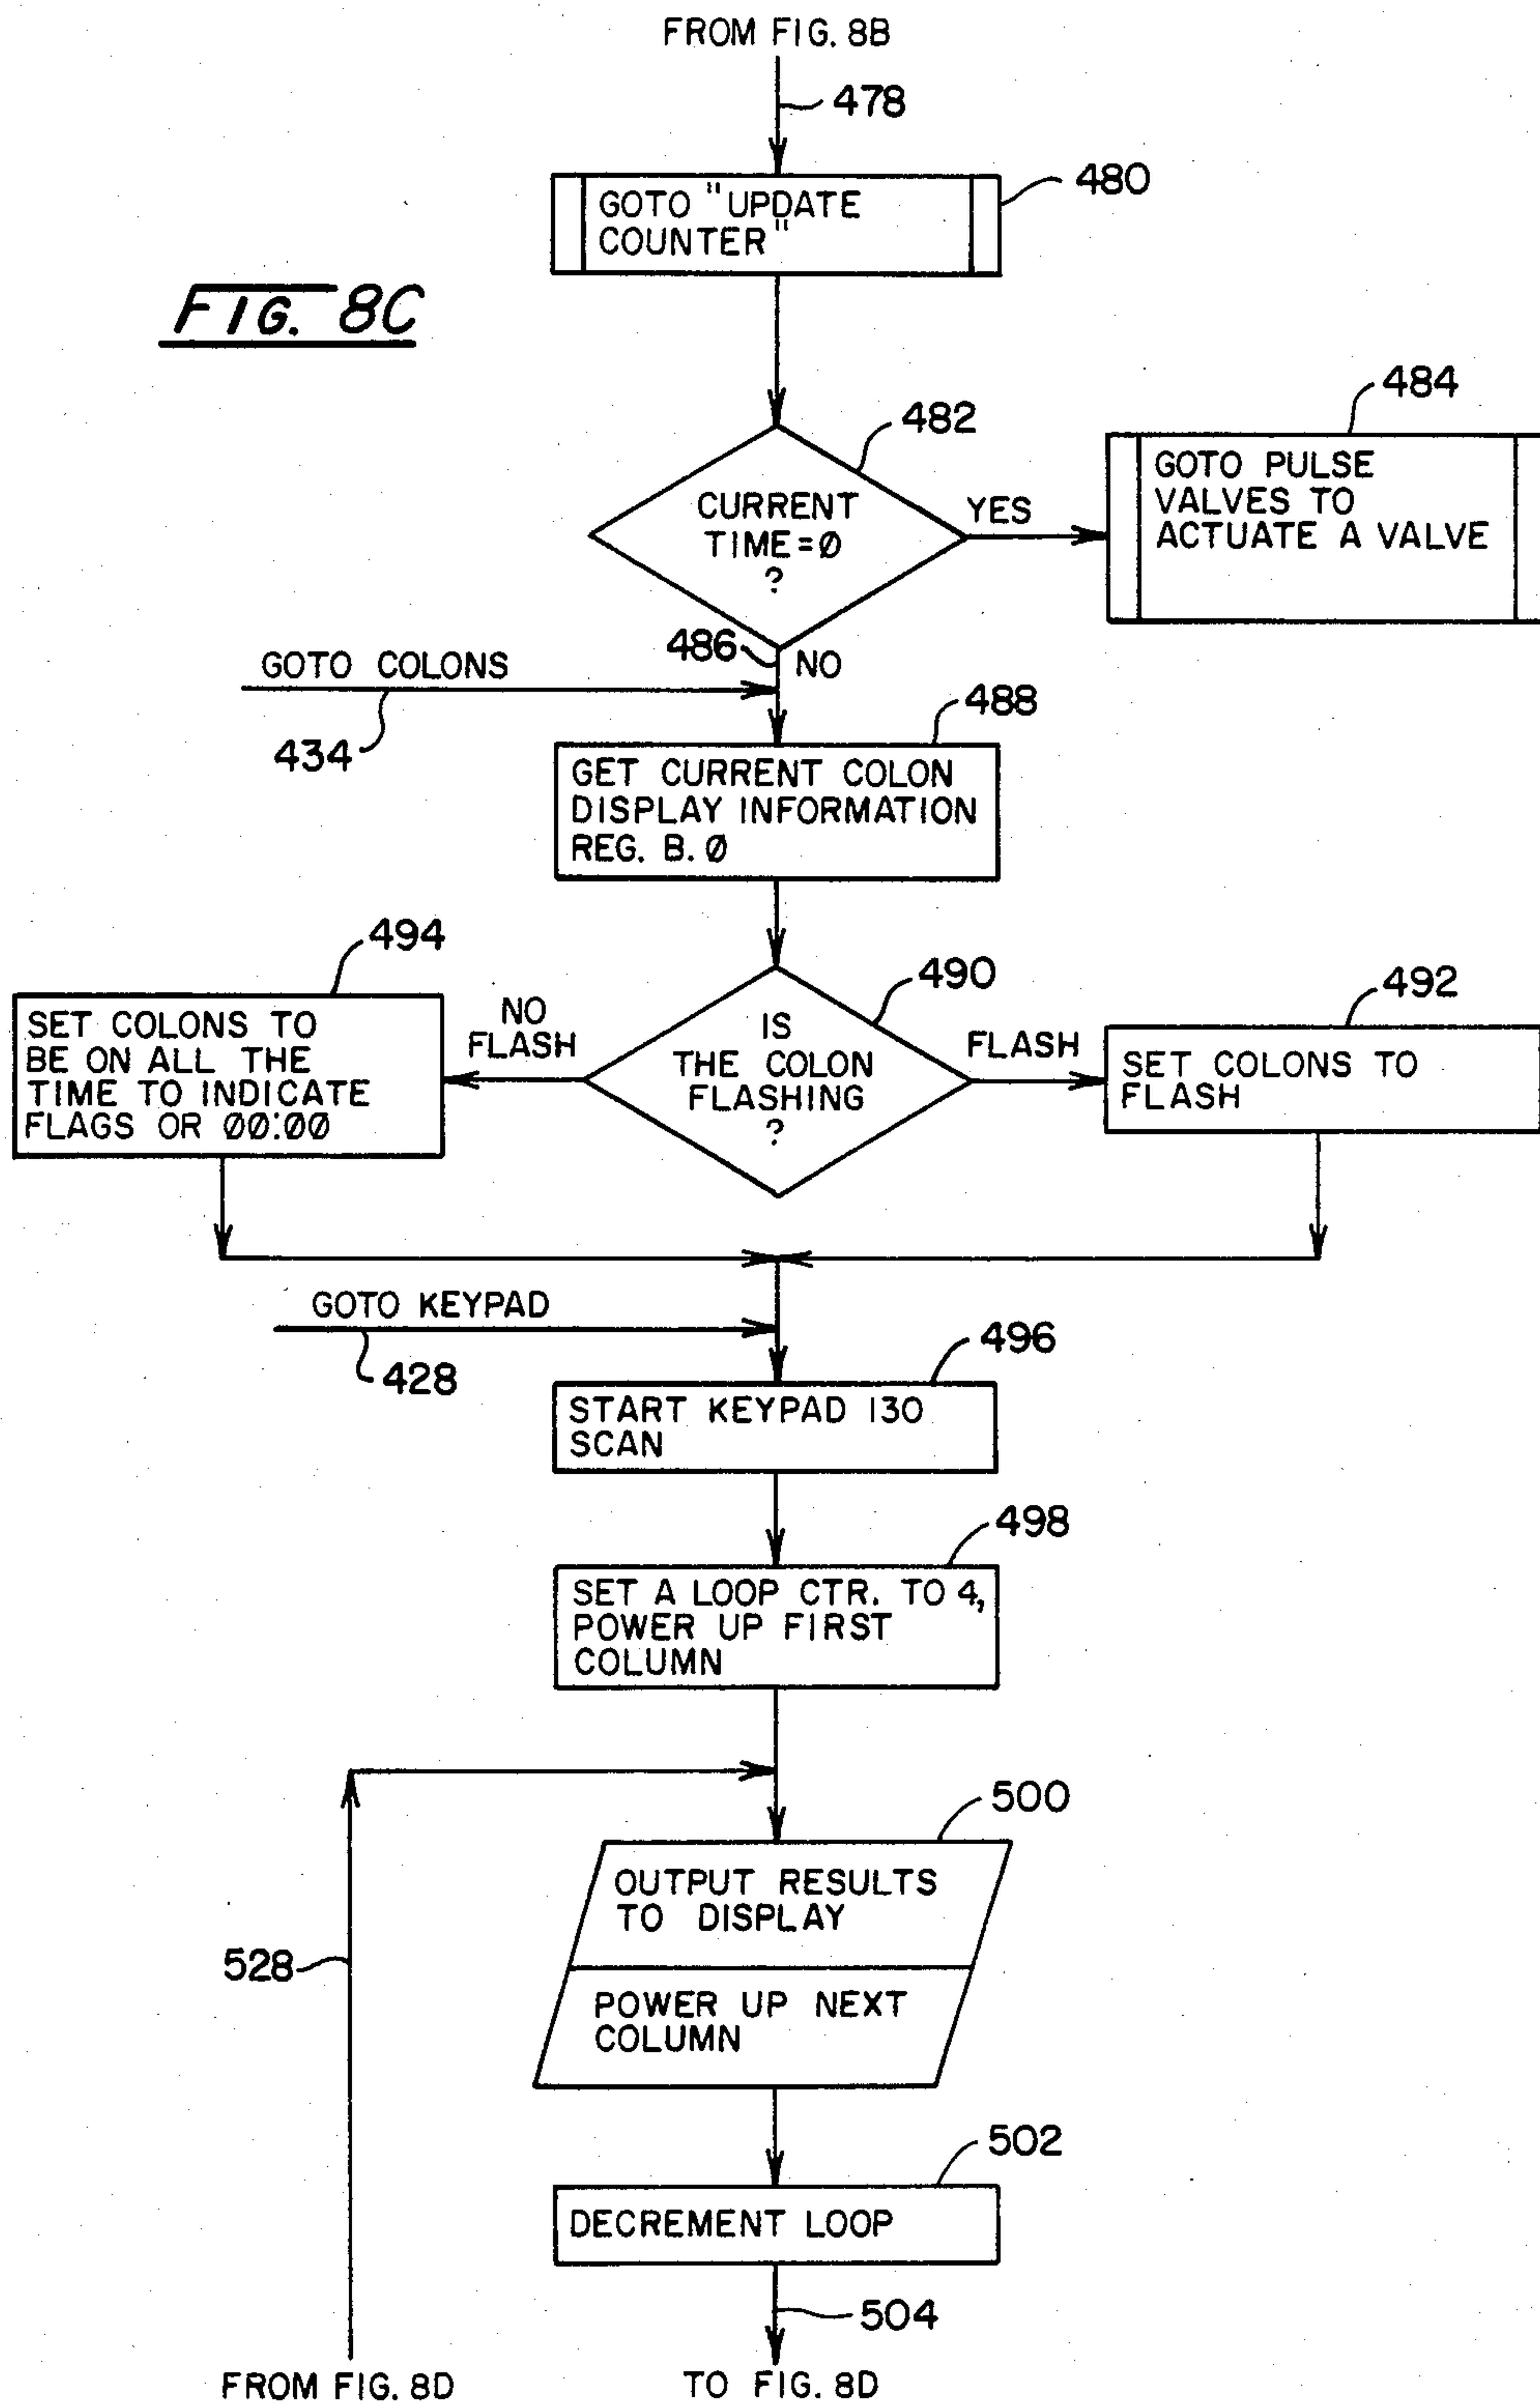 FROM FIG. 8B
478
480
GOTO "UPDATE
COUNTER"
FIG. 8C
484
482
GOTO PULSE
VALVES TO
ACTUATE A VALVE
CURRENT
TIME=Ø
?
YES
486
NO
GOTO COLONS
434
488
GET CURRENT COLON
DISPLAY INFORMATION
REG. B. Ø
494
490
492
SET COLONS TO
BE ON ALL THE
TIME TO INDICATE
FLAGS OR ØØ:ØØ
NO
FLASH
IS
THE COLON
FLASHING
?
FLASH
SET COLONS TO
FLASH
GOTO KEYPAD
428
496
START KEYPAD 130
SCAN
498
SET A LOOP CTR. TO 4,
POWER UP FIRST
COLUMN
500
OUTPUT RESULTS
TO DISPLAY
528
POWER UP NEXT
COLUMN
502
DECREMENT LOOP
504
FROM FIG. 8D
TO FIG. 8D